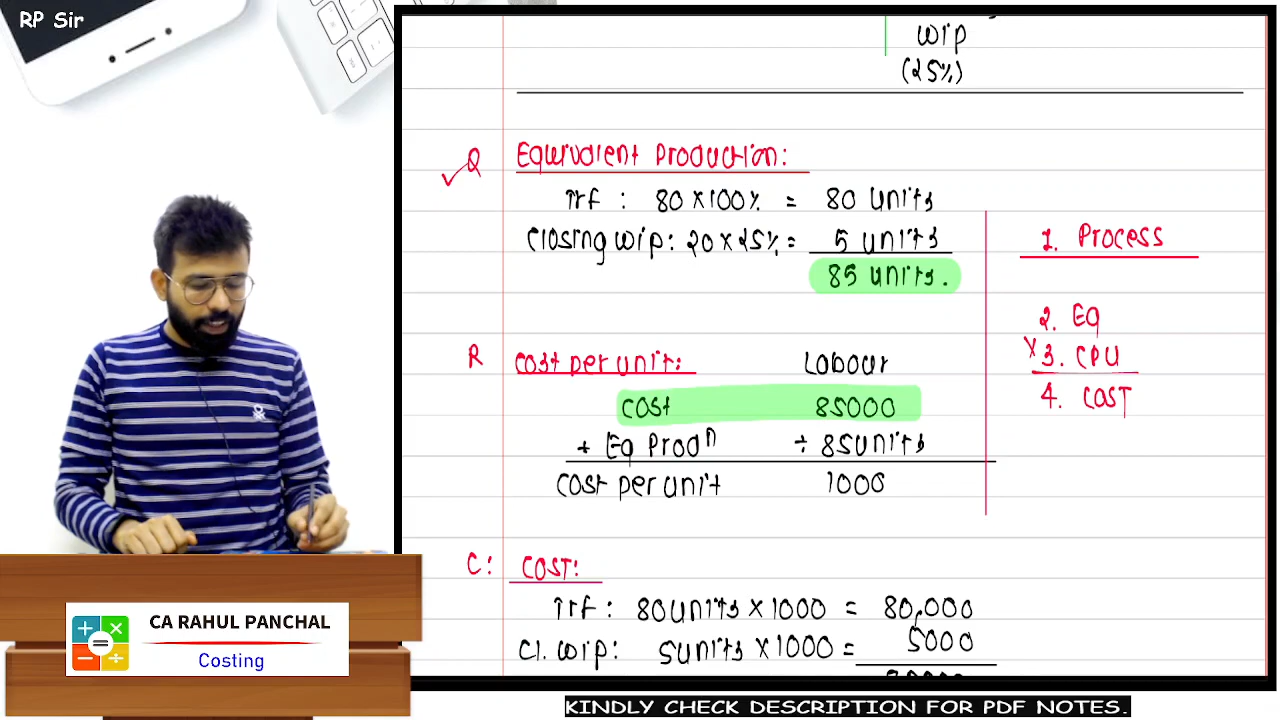 RP Sir
WIP
(25%)
Q Equivalent Production:
Trf : 80 x 100% = 80 Units
Closing WIP: 20 x 25% = 5 Units
85 Units.
1. Process
2. EQ
x 3. CPU
4. COST
R Cost per unit: Labour
Cost 85000
÷ Eq Prodn ÷ 85 Units
Cost per unit 1000
C: Cost:
Trf : 80 Units x 1000 = 80,000
Cl. WIP: 5 Units x 1000 = 5000
CA RAHUL PANCHAL
Costing
KINDLY CHECK DESCRIPTION FOR PDF NOTES.